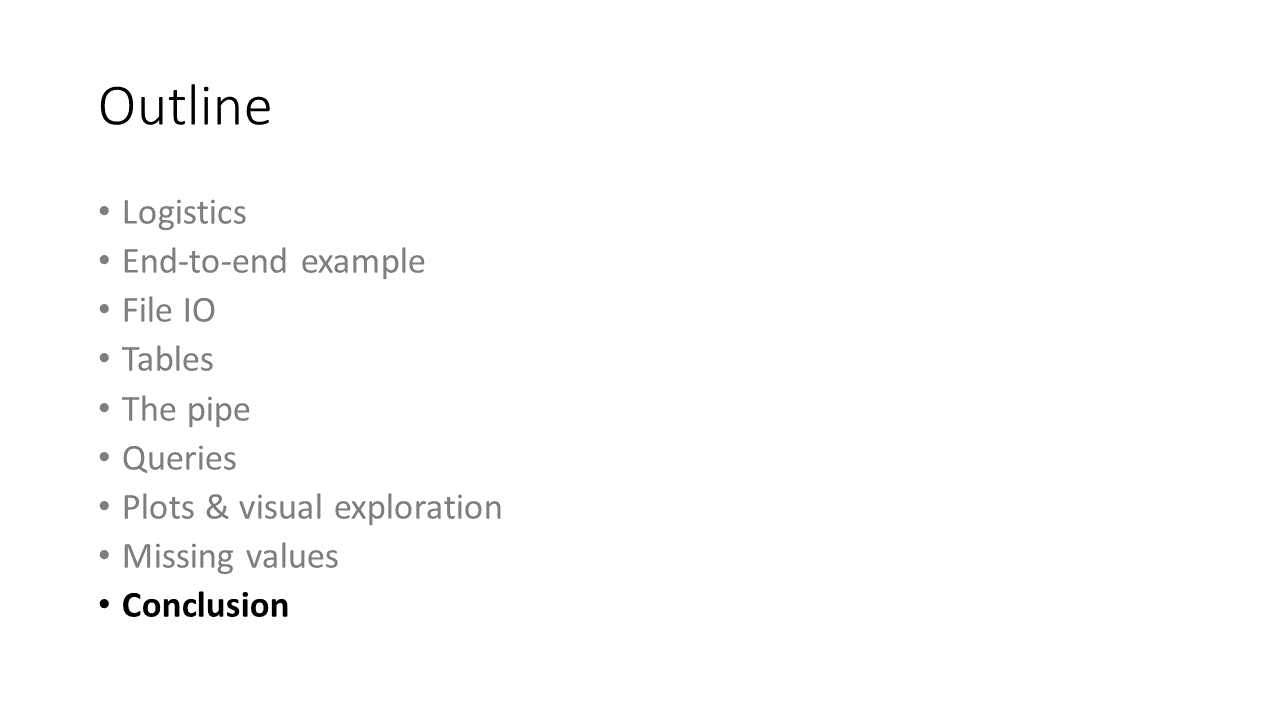 Outline
• Logistics
• End-to-end example
• File IO
• Tables
• The pipe
• Queries
• Plots & visual exploration
• Missing values
• Conclusion